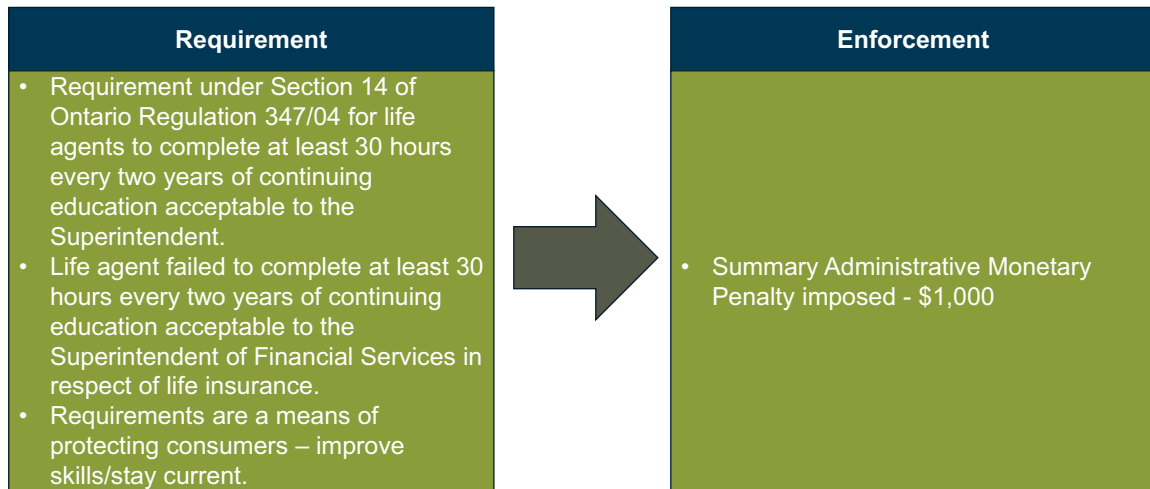 Requirement
• Requirement under Section 14 of
Ontario Regulation 347/04 for life
agents to complete at least 30 hours
every two years of continuing
education acceptable to the
Superintendent.
• Life agent failed to complete at least 30
hours every two years of continuing
education acceptable to the
Superintendent of Financial Services in
respect of life insurance.
• Requirements are a means of
protecting consumers – improve
skills/stay current.
Enforcement
• Summary Administrative Monetary
Penalty imposed - $1,000